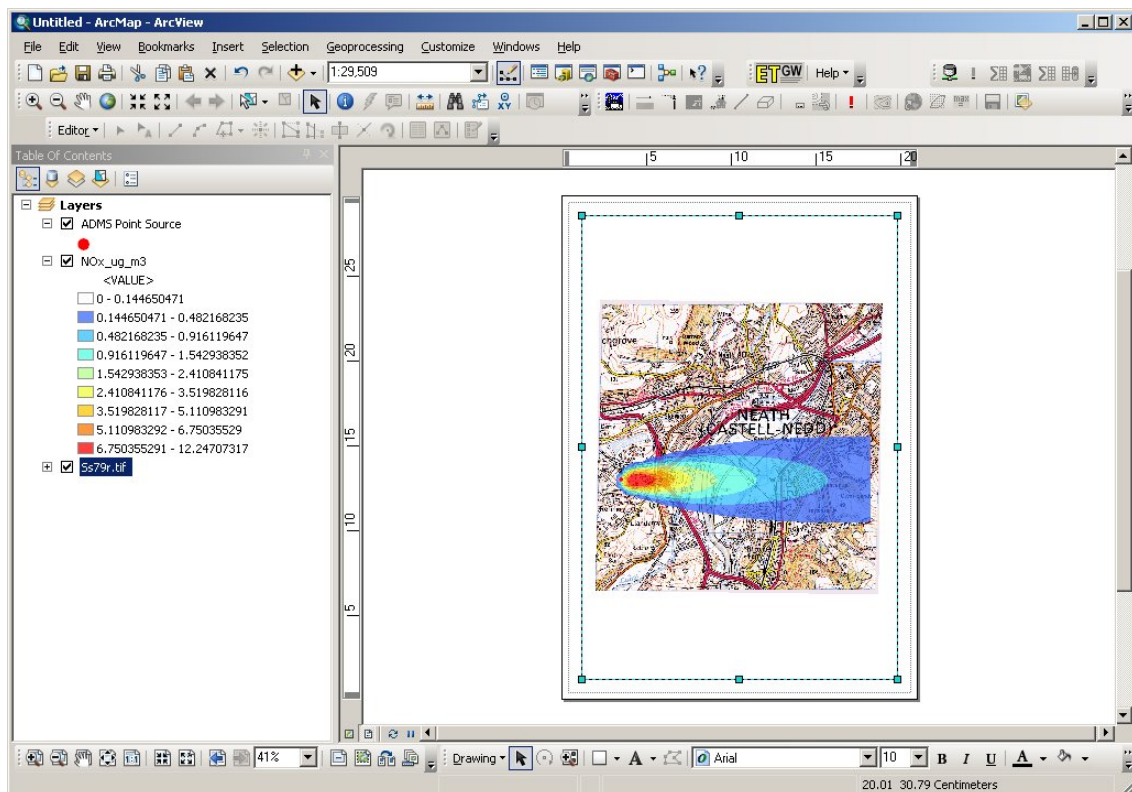 Untitled - ArcMap - ArcView
File Edit View Bookmarks Insert Selection Geoprocessing Customize Windows Help
1:29,509
ET GW Help
Editor
Table Of Contents
Layers
ADMS Point Source
NOx_ug_m3
<VALUE>
0 - 0.144650471
0.144650471 - 0.482168235
0.482168235 - 0.916119647
0.916119647 - 1.542938352
1.542938353 - 2.410841175
2.410841176 - 3.519828116
3.519828117 - 5.110983291
5.110983292 - 6.75035529
6.750355291 - 12.24707317
Ss79r.tif
5 10 15 20
25
20
15
10
5
chgrove
NEATH
(CASTELL-NEDD)
41%
Drawing
A
Arial
10
B I U A
20.01 30.79 Centimeters